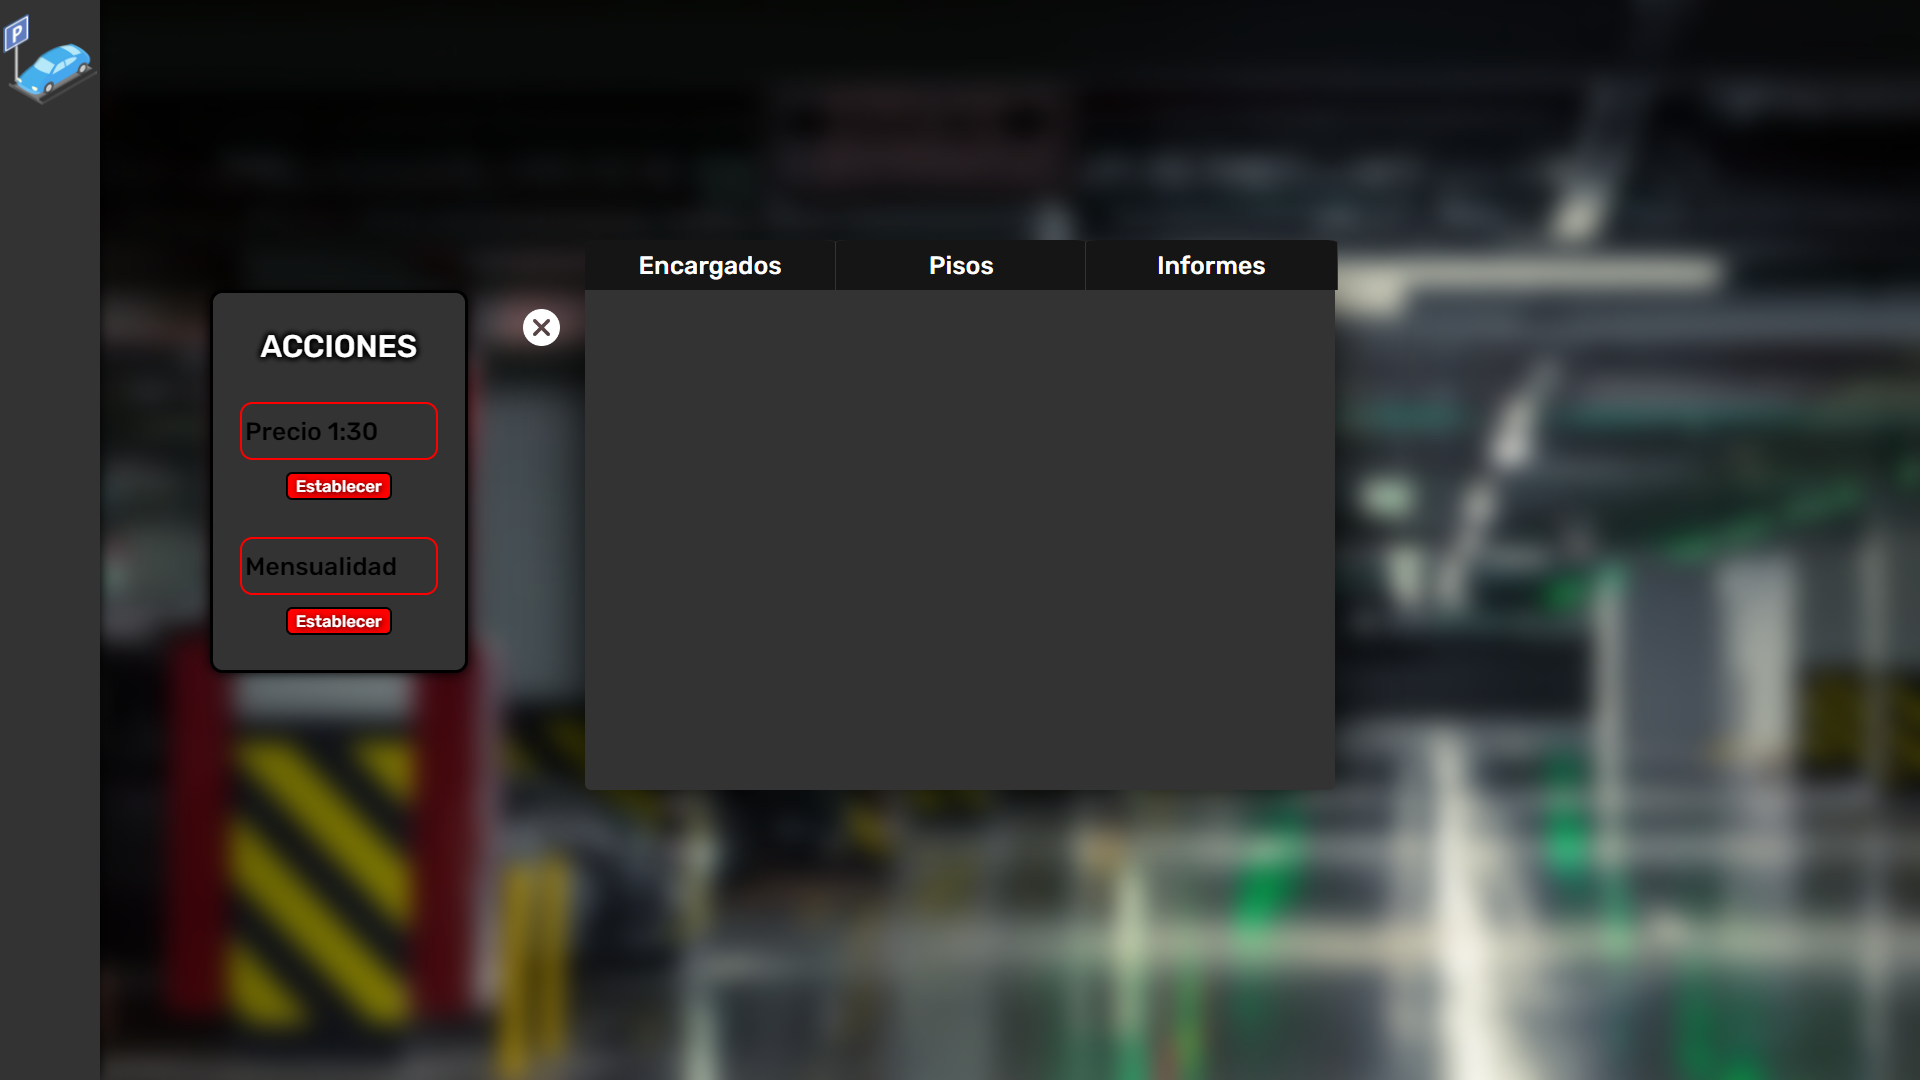 P
Encargados
Pisos
Informes
ACCIONES
Precio 1:30
Establecer
Mensualidad
Establecer